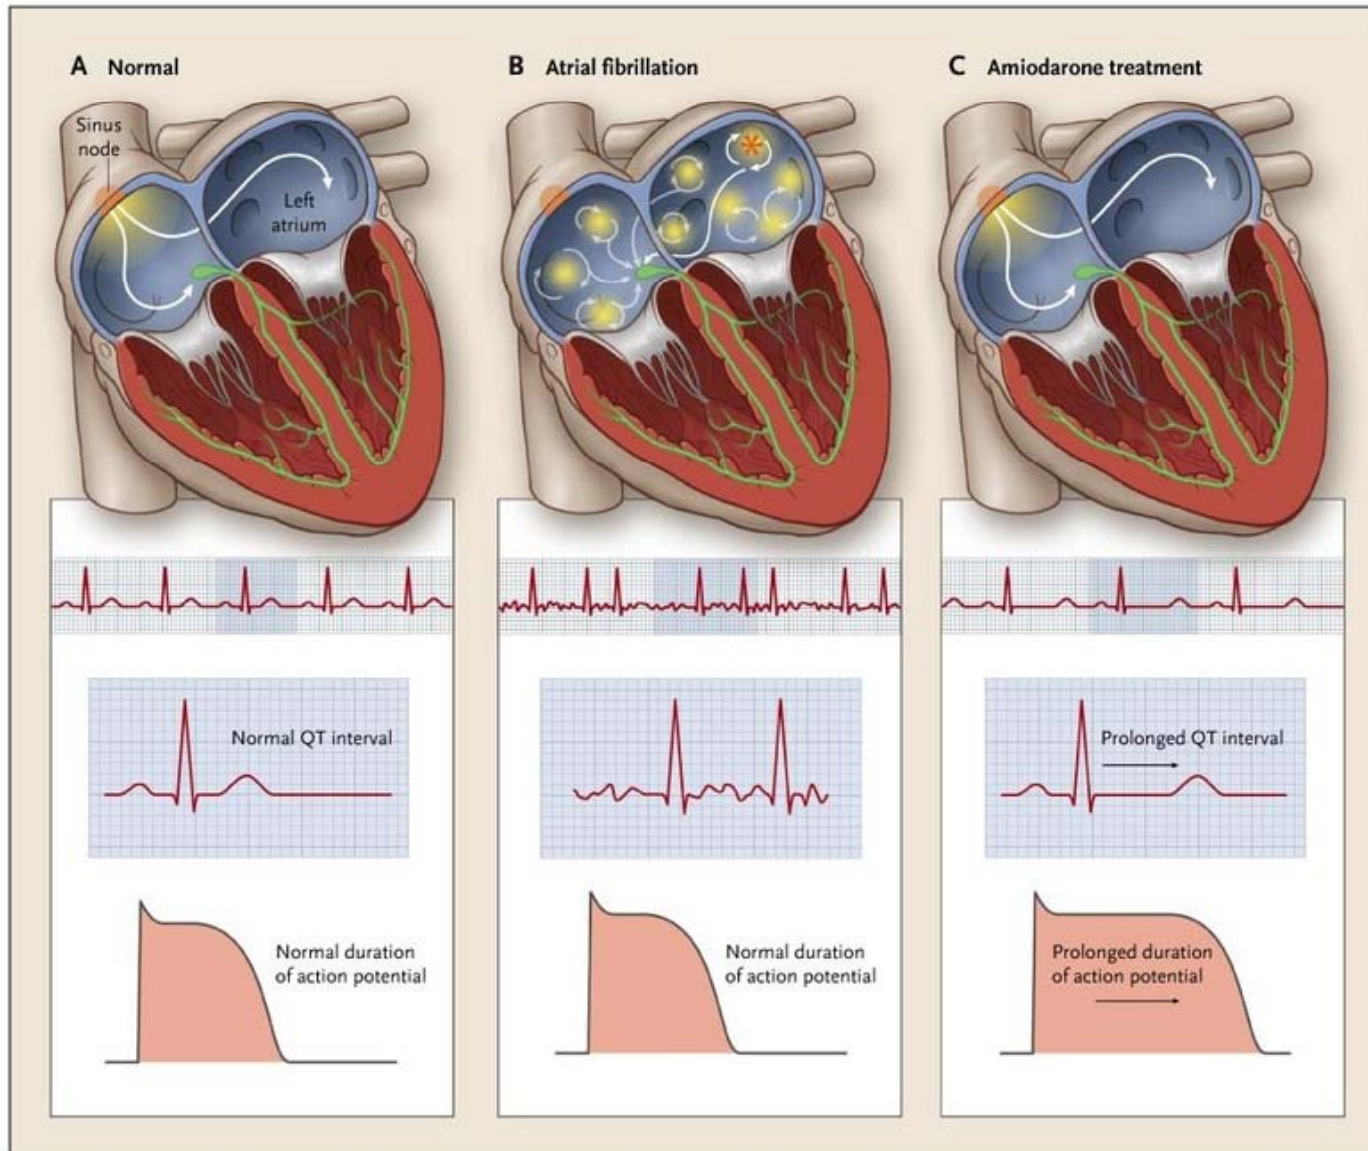 A Normal
Sinus
node
Left
atrium
Normal QT interval
Normal duration
of action potential
B Atrial fibrillation
Normal duration
of action potential
C Amiodarone treatment
Prolonged QT interval
Prolonged duration
of action potential